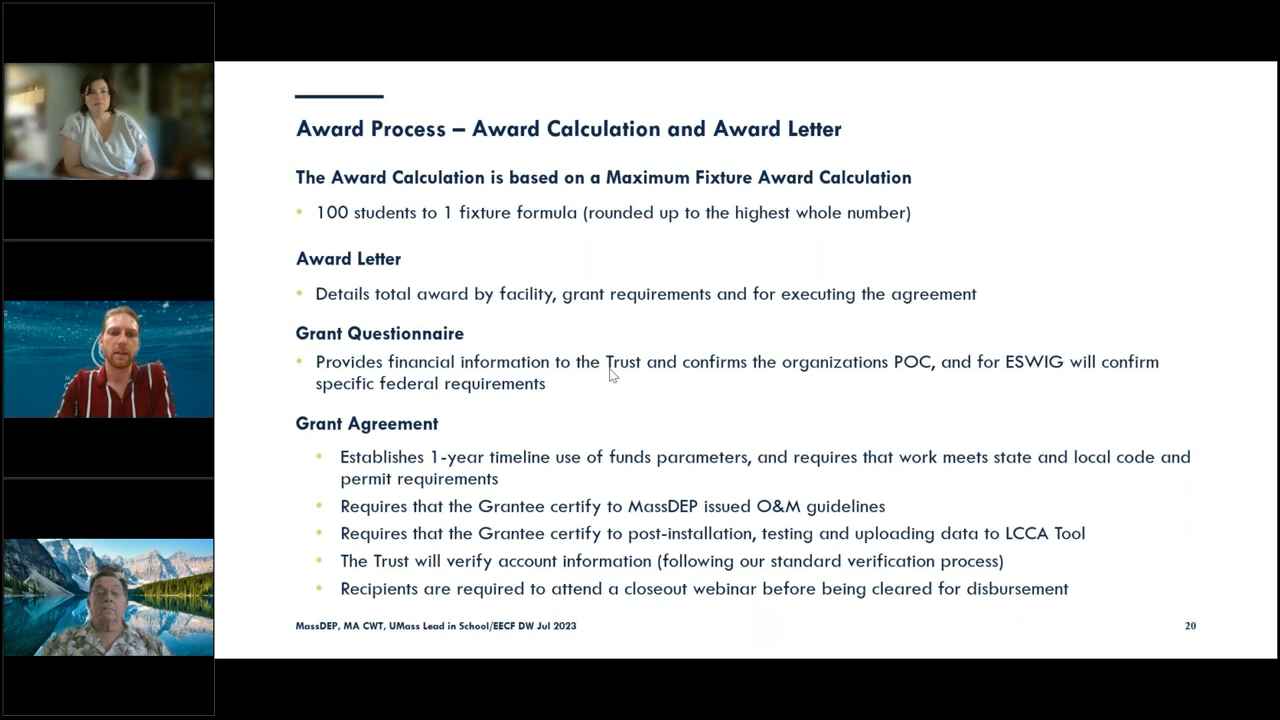 Award Process – Award Calculation and Award Letter
The Award Calculation is based on a Maximum Fixture Award Calculation
• 100 students to 1 fixture formula (rounded up to the highest whole number)
Award Letter
• Details total award by facility, grant requirements and for executing the agreement
Grant Questionnaire
• Provides financial information to the Trust and confirms the organizations POC, and for ESWIG will confirm
specific federal requirements
Grant Agreement
• Establishes 1-year timeline use of funds parameters, and requires that work meets state and local code and
permit requirements
• Requires that the Grantee certify to MassDEP issued O&M guidelines
• Requires that the Grantee certify to post-installation, testing and uploading data to LCCA Tool
• The Trust will verify account information (following our standard verification process)
• Recipients are required to attend a closeout webinar before being cleared for disbursement
MassDEP, MA CWT, UMass Lead in School/EECF DW Jul 2023
20